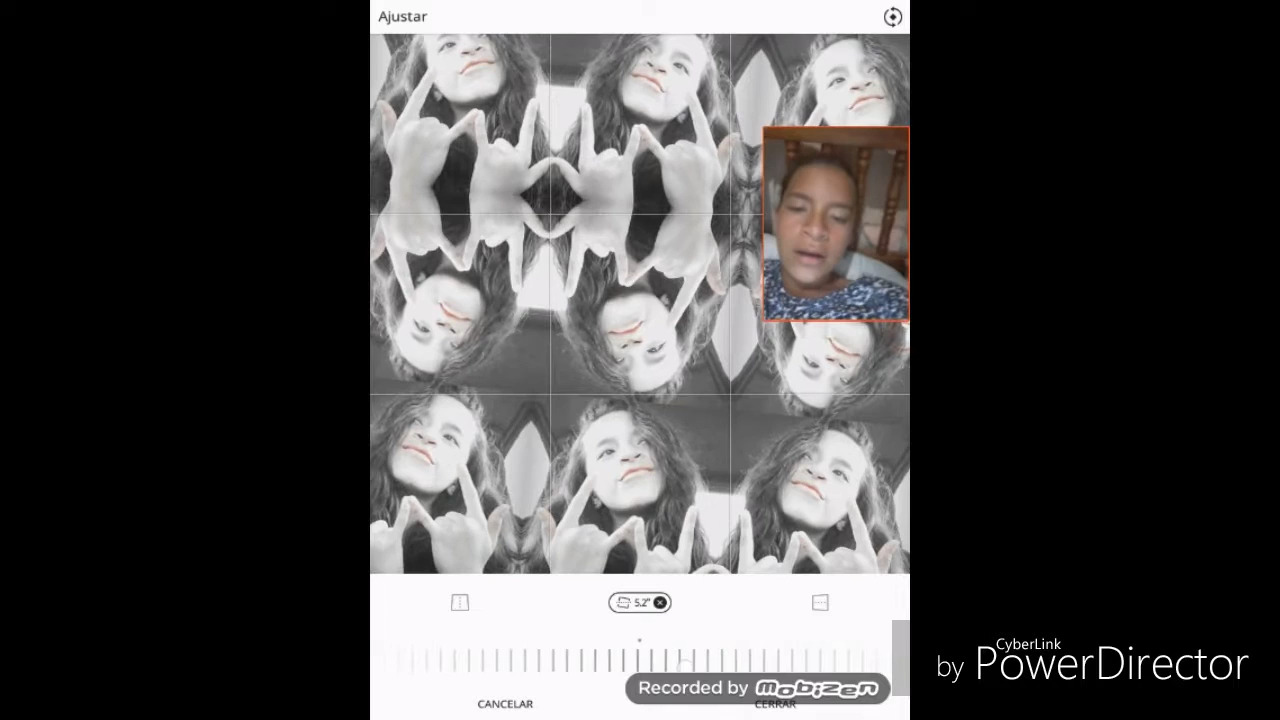 Ajustar
5.2°
Recorded by mobizen
CANCELAR
CERRAR
CyberLink
by PowerDirector